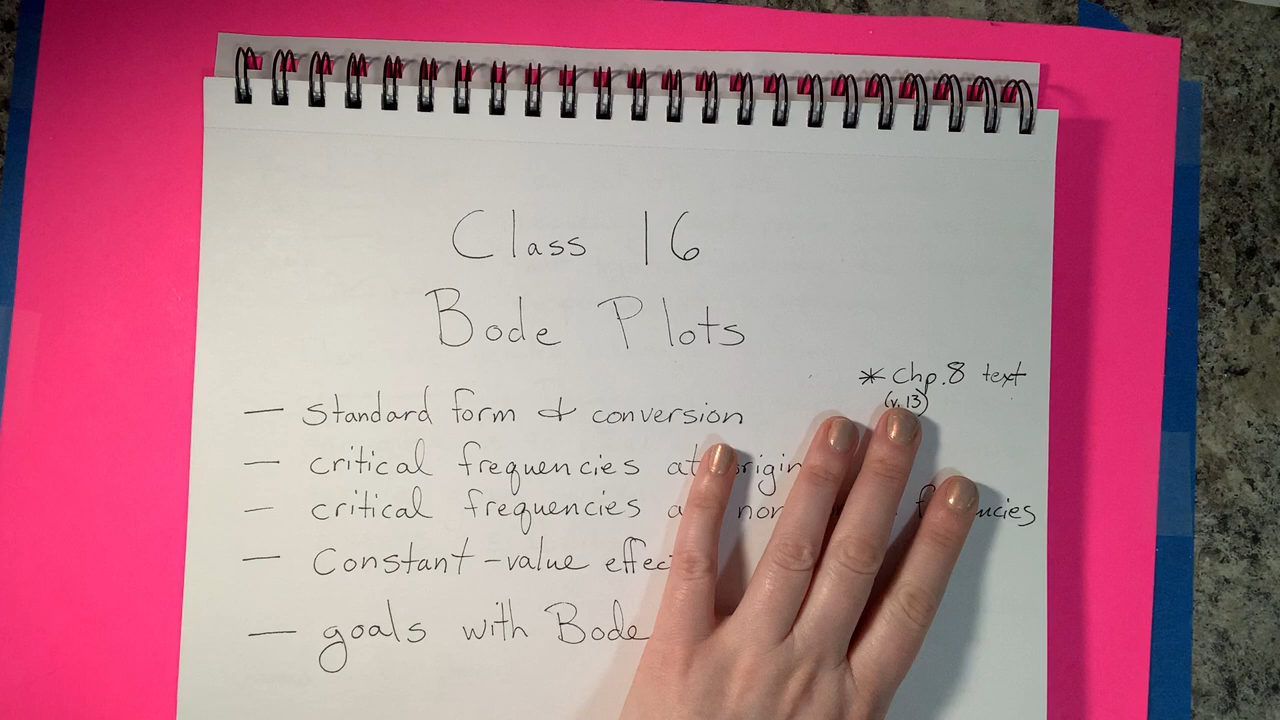 Class 16
Bode Plots
* Chp. 8 text
(v. 13)
— standard form & conversion
— critical frequencies at origin
— critical frequencies
— Constant-value
— goals with Bode